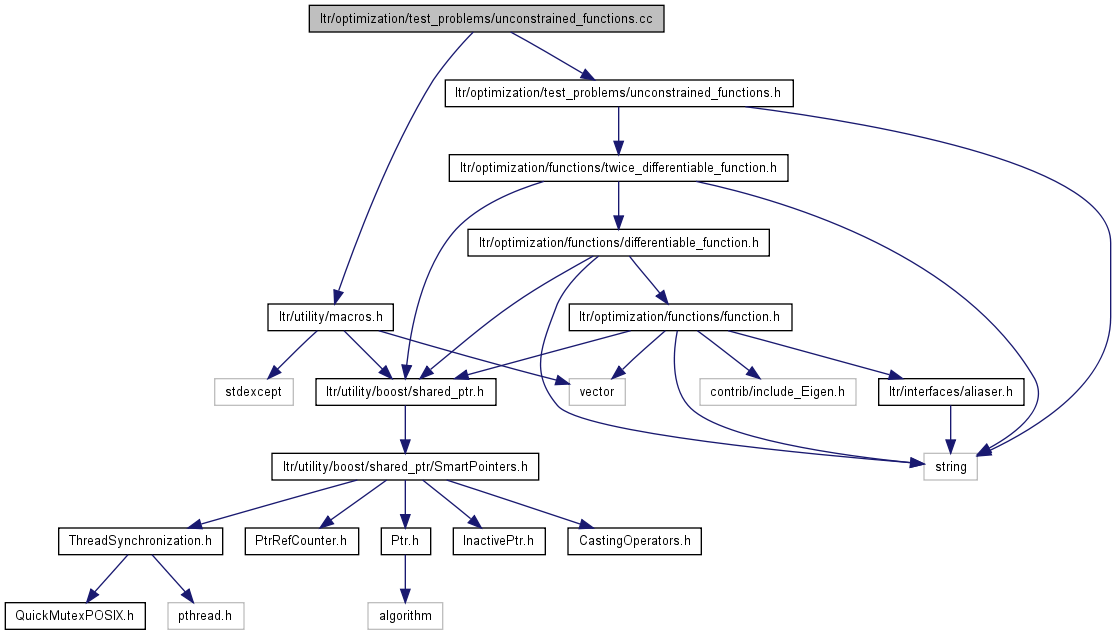 ltr/optimization/test_problems/unconstrained_functions.cc
ltr/optimization/test_problems/unconstrained_functions.h
ltr/optimization/functions/twice_differentiable_function.h
ltr/optimization/functions/differentiable_function.h
ltr/utility/macros.h
ltr/optimization/functions/function.h
stdexcept
ltr/utility/boost/shared_ptr.h
vector
contrib/include_Eigen.h
ltr/interfaces/aliaser.h
ltr/utility/boost/shared_ptr/SmartPointers.h
string
ThreadSynchronization.h
PtrRefCounter.h
Ptr.h
InactivePtr.h
CastingOperators.h
QuickMutexPOSIX.h
pthread.h
algorithm